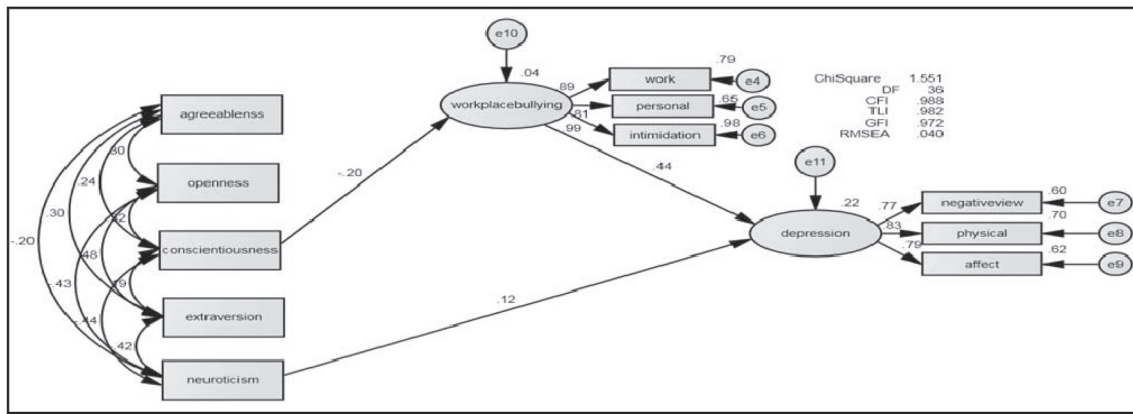 e10
.04
.79
work
e4
.89
workplacebullying
personal
.65
e5
.81
intimidation
.98
e6
.99
ChiSquare 1.551
DF 36
CFI .988
TLI .982
GFI .972
RMSEA .040
agreeablenss
.30
openness
.24
.30
-.20
conscientiousness
-.20
.48
-.43
-.44
extraversion
.42
neuroticism
.12
.44
e11
.22
depression
.77
negativeview
.60
e7
.83
physical
.70
e8
.79
affect
.62
e9